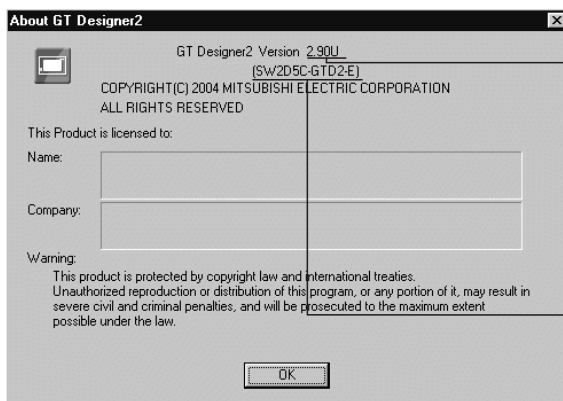 About GT Designer2
GT Designer2 Version 2.90U
(SW2D5C-GTD2-E)
COPYRIGHT(C) 2004 MITSUBISHI ELECTRIC CORPORATION
ALL RIGHTS RESERVED
This Product is licensed to:
Name:
Company:
Warning:
This product is protected by copyright law and international treaties.
Unauthorized reproduction or distribution of this program, or any portion of it, may result in
severe civil and criminal penalties, and will be prosecuted to the maximum extent
possible under the law.
OK